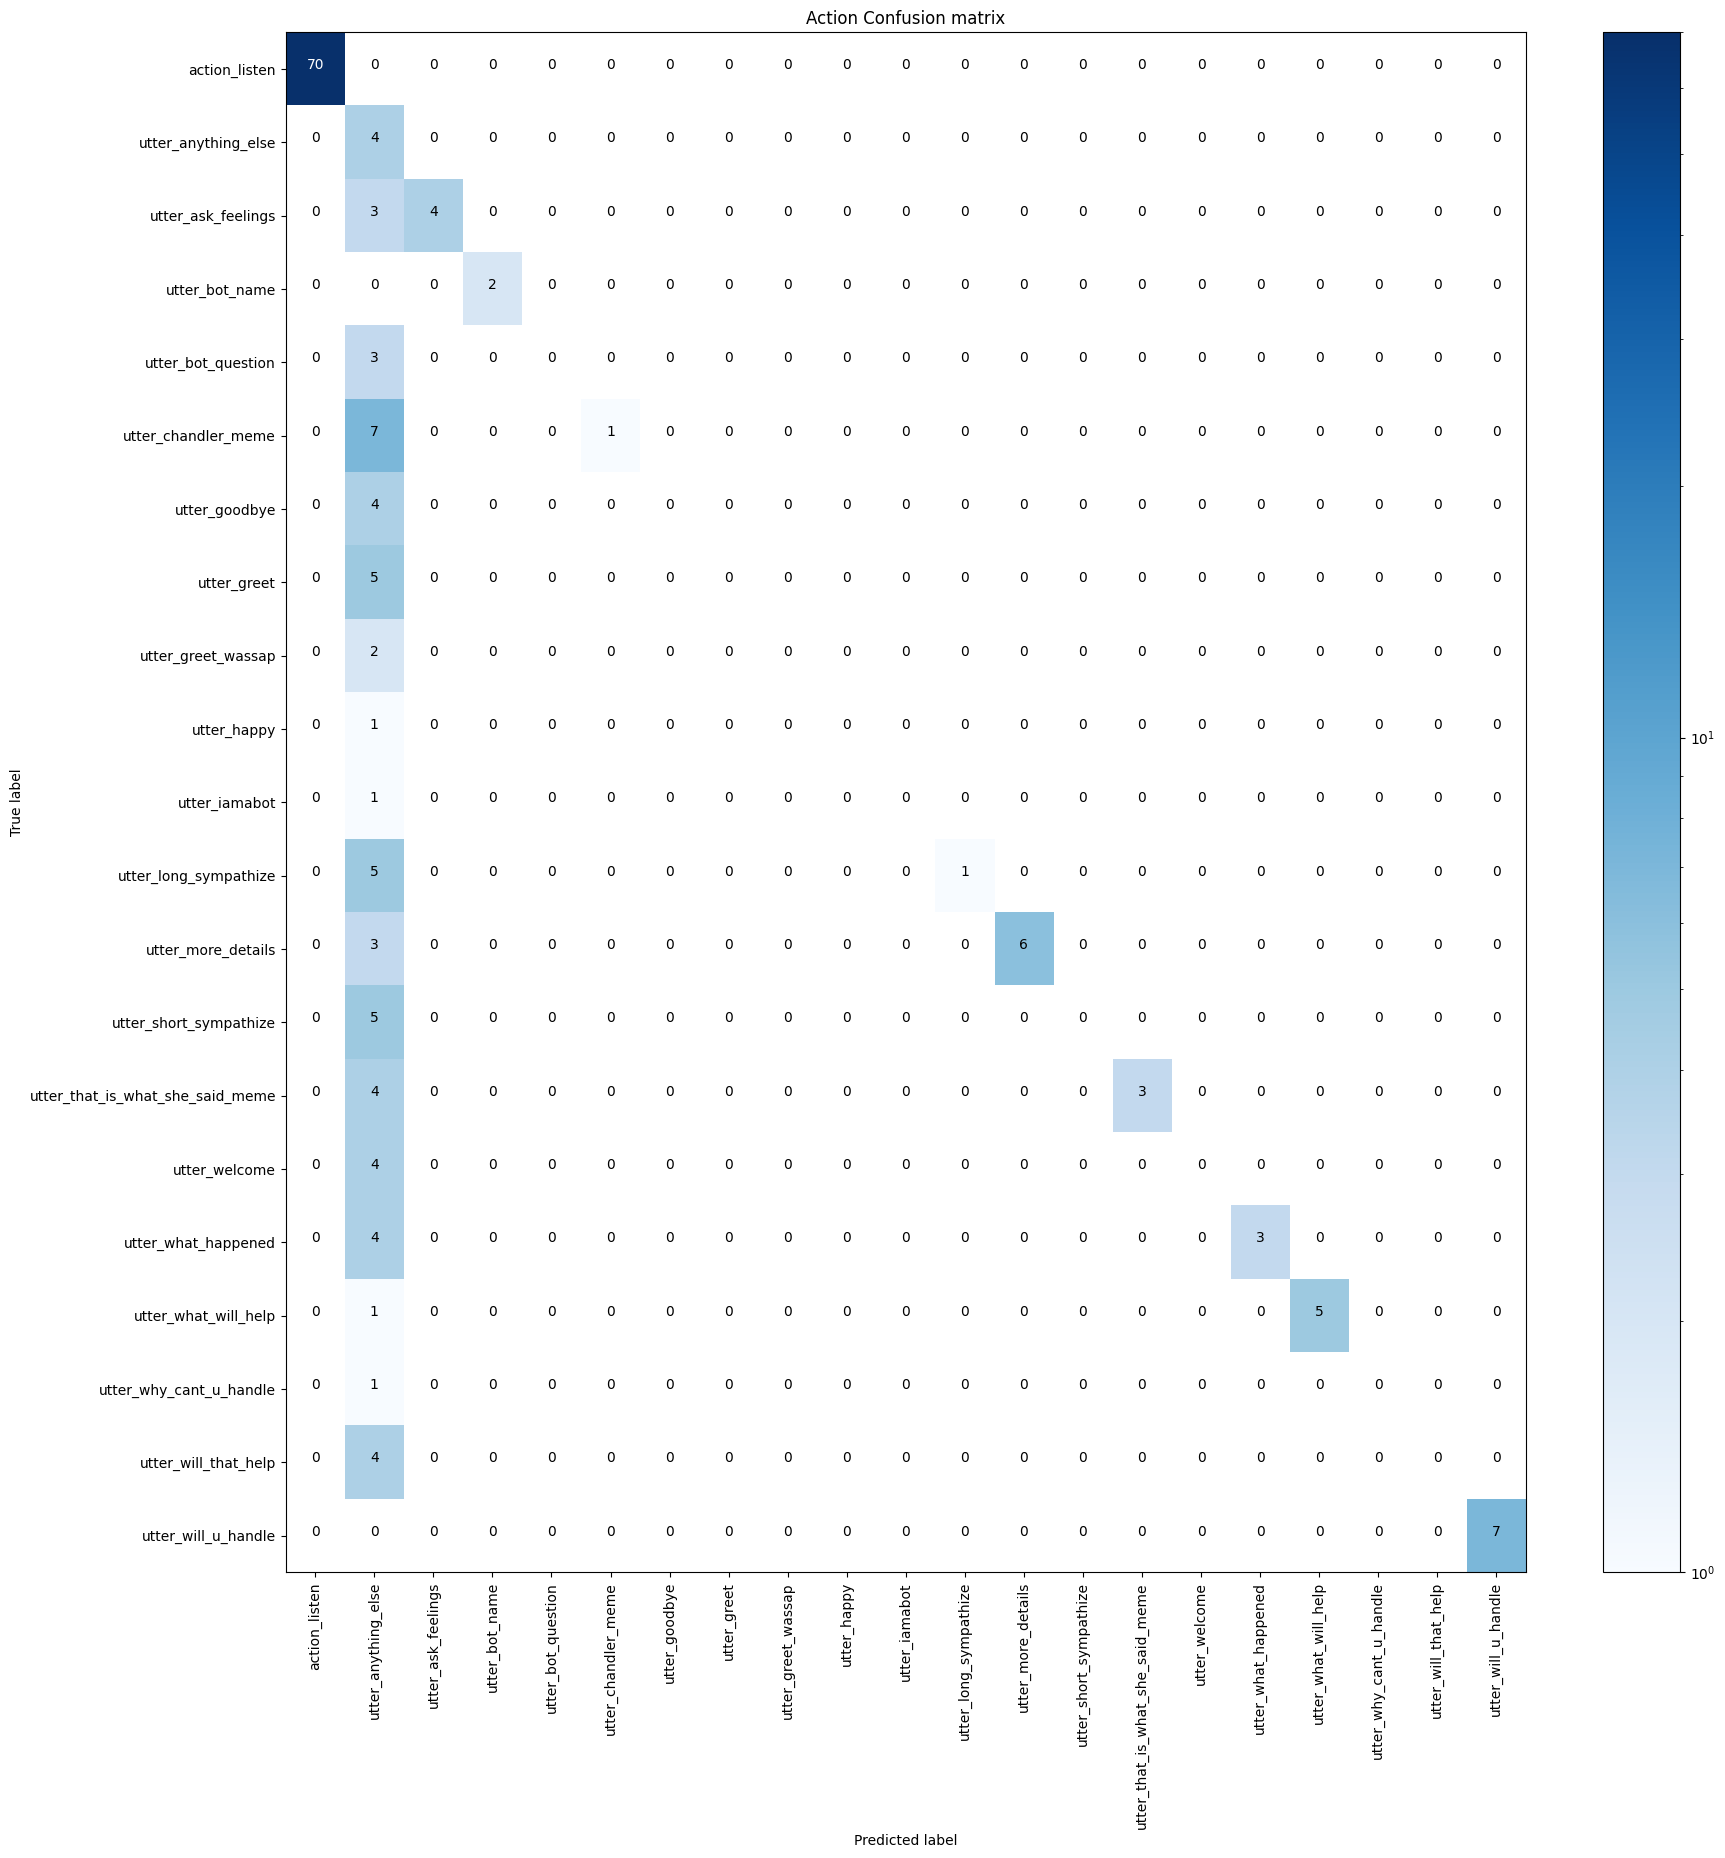 Action Confusion matrix
True label
action_listen 70 0 0 0 0 0 0 0 0 0 0 0 0 0 0 0 0 0 0 0 0
utter_anything_else 0 4 0 0 0 0 0 0 0 0 0 0 0 0 0 0 0 0 0 0 0
utter_ask_feelings 0 3 4 0 0 0 0 0 0 0 0 0 0 0 0 0 0 0 0 0 0
utter_bot_name 0 0 0 2 0 0 0 0 0 0 0 0 0 0 0 0 0 0 0 0 0
utter_bot_question 0 3 0 0 0 0 0 0 0 0 0 0 0 0 0 0 0 0 0 0 0
utter_chandler_meme 0 7 0 0 0 1 0 0 0 0 0 0 0 0 0 0 0 0 0 0 0
utter_goodbye 0 4 0 0 0 0 0 0 0 0 0 0 0 0 0 0 0 0 0 0 0
utter_greet 0 5 0 0 0 0 0 0 0 0 0 0 0 0 0 0 0 0 0 0 0
utter_greet_wassap 0 2 0 0 0 0 0 0 0 0 0 0 0 0 0 0 0 0 0 0 0
utter_happy 0 1 0 0 0 0 0 0 0 0 0 0 0 0 0 0 0 0 0 0 0
utter_iamabot 0 1 0 0 0 0 0 0 0 0 0 0 0 0 0 0 0 0 0 0 0
utter_long_sympathize 0 5 0 0 0 0 0 0 0 0 0 1 0 0 0 0 0 0 0 0 0
utter_more_details 0 3 0 0 0 0 0 0 0 0 0 0 6 0 0 0 0 0 0 0 0
utter_short_sympathize 0 5 0 0 0 0 0 0 0 0 0 0 0 0 0 0 0 0 0 0 0
utter_that_is_what_she_said_meme 0 4 0 0 0 0 0 0 0 0 0 0 0 0 3 0 0 0 0 0 0
utter_welcome 0 4 0 0 0 0 0 0 0 0 0 0 0 0 0 0 0 0 0 0 0
utter_what_happened 0 4 0 0 0 0 0 0 0 0 0 0 0 0 0 0 3 0 0 0 0
utter_what_will_help 0 1 0 0 0 0 0 0 0 0 0 0 0 0 0 0 0 5 0 0 0
utter_why_cant_u_handle 0 1 0 0 0 0 0 0 0 0 0 0 0 0 0 0 0 0 0 0 0
utter_will_that_help 0 4 0 0 0 0 0 0 0 0 0 0 0 0 0 0 0 0 0 0 0
utter_will_u_handle 0 0 0 0 0 0 0 0 0 0 0 0 0 0 0 0 0 0 0 0 7
action_listen
utter_anything_else
utter_ask_feelings
utter_bot_name
utter_bot_question
utter_chandler_meme
utter_goodbye
utter_greet
utter_greet_wassap
utter_happy
utter_iamabot
utter_long_sympathize
utter_more_details
utter_short_sympathize
utter_that_is_what_she_said_meme
utter_welcome
utter_what_happened
utter_what_will_help
utter_why_cant_u_handle
utter_will_that_help
utter_will_u_handle
Predicted label
10¹
10⁰